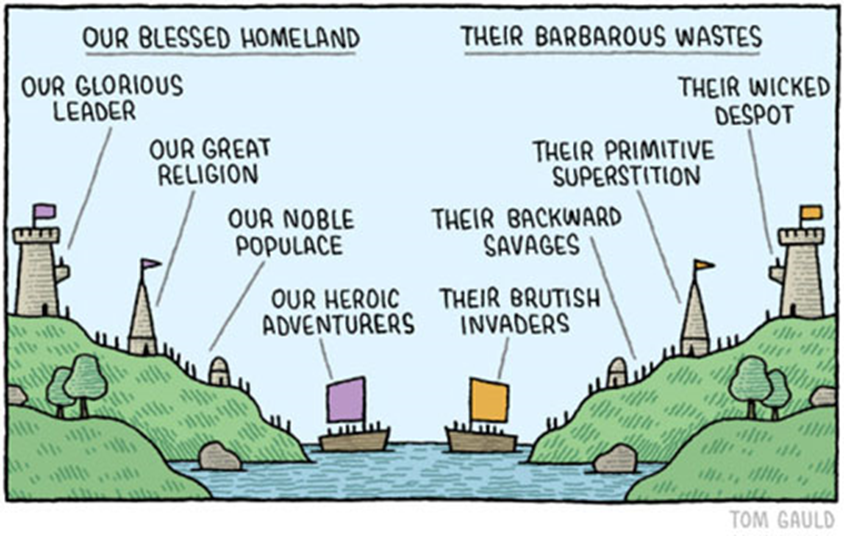 OUR BLESSED HOMELAND
OUR GLORIOUS
LEADER
OUR GREAT
RELIGION
OUR NOBLE
POPULACE
OUR HEROIC
ADVENTURERS
THEIR BARBAROUS WASTES
THEIR WICKED
DESPOT
THEIR PRIMITIVE
SUPERSTITION
THEIR BACKWARD
SAVAGES
THEIR BRUTISH
INVADERS
TOM GAULD